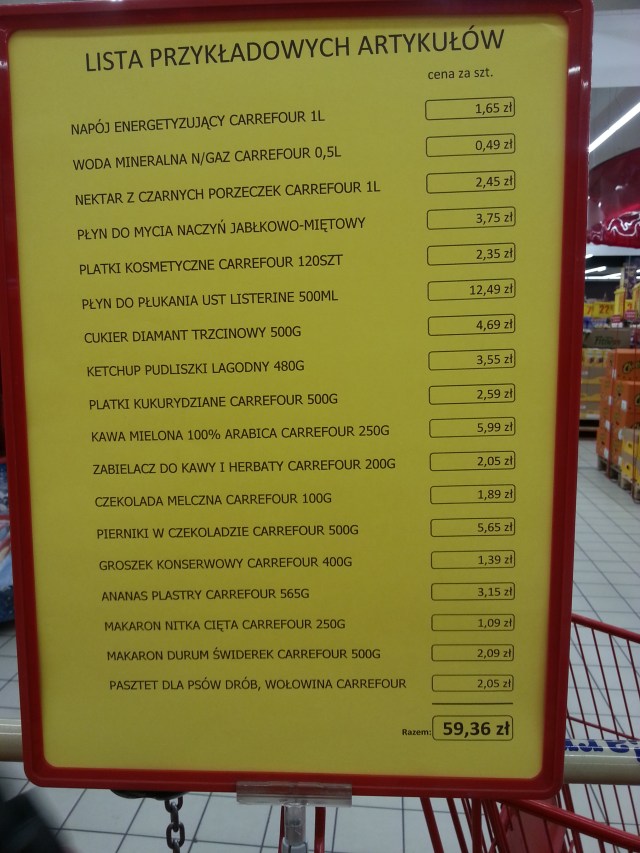 LISTA PRZYKŁADOWYCH ARTYKUŁÓW
cena za szt.
NAPÓJ ENERGETYZUJĄCY CARREFOUR 1L 1,65 zł
WODA MINERALNA N/GAZ CARREFOUR 0,5L 0,49 zł
NEKTAR Z CZARNYCH PORZECZEK CARREFOUR 1L 2,45 zł
PŁYN DO MYCIA NACZYŃ JABŁKOWO-MIĘTOWY 3,75 zł
PLATKI KOSMETYCZNE CARREFOUR 120SZT 2,35 zł
PŁYN DO PŁUKANIA UST LISTERINE 500ML 12,49 zł
CUKIER DIAMANT TRZCINOWY 500G 4,69 zł
KETCHUP PUDLISZKI LAGODNY 480G 3,55 zł
PLATKI KUKURYDZIANE CARREFOUR 500G 2,59 zł
KAWA MIELONA 100% ARABICA CARREFOUR 250G 5,99 zł
ZABIELACZ DO KAWY I HERBATY CARREFOUR 200G 2,05 zł
CZEKOLADA MELCZNA CARREFOUR 100G 1,89 zł
PIERNIKI W CZEKOLADZIE CARREFOUR 500G 5,65 zł
GROSZEK KONSERWOWY CARREFOUR 400G 1,39 zł
ANANAS PLASTRY CARREFOUR 565G 3,15 zł
MAKARON NITKA CIĘTA CARREFOUR 250G 1,09 zł
MAKARON DURUM ŚWIDEREK CARREFOUR 500G 2,09 zł
PASZTET DLA PSÓW DRÓB, WOŁOWINA CARREFOUR 2,05 zł
Razem: 59,36 zł